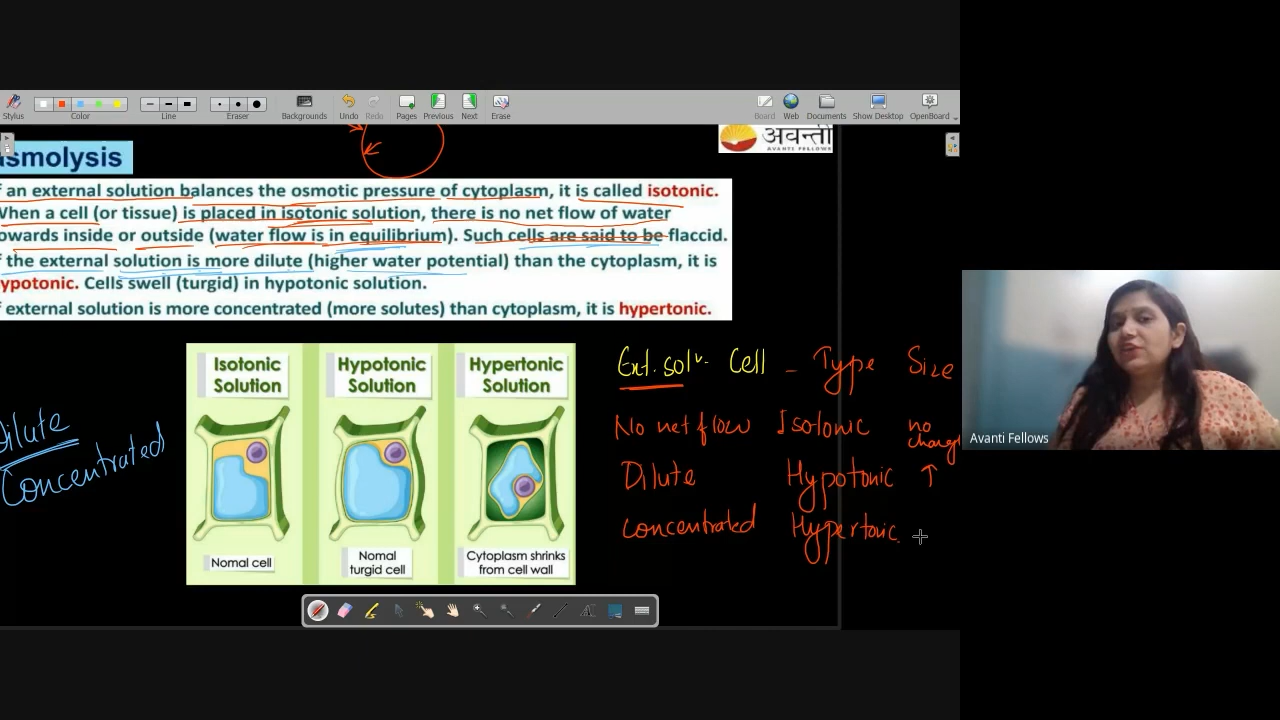 Stylus Color Line Eraser Backgrounds Undo Redo Pages Previous Next Erase Board Web Documents Show Desktop OpenBoard
अवन्ती
AVANTI FELLOWS
asmolysis
f an external solution balances the osmotic pressure of cytoplasm, it is called isotonic.
When a cell (or tissue) is placed in isotonic solution, there is no net flow of water
owards inside or outside (water flow is in equilibrium). Such cells are said to be flaccid.
f the external solution is more dilute (higher water potential) than the cytoplasm, it is
ypotonic. Cells swell (turgid) in hypotonic solution.
f external solution is more concentrated (more solutes) than cytoplasm, it is hypertonic.
Isotonic
Solution
Hypotonic
Solution
Hypertonic
Solution
Normal cell
Nomal
turgid cell
Cytoplasm shrinks
from cell wall
Dilute
Concentrated
Ext. solv. Cell - Type Size
No net flow Isotonic no change
Dilute Hypotonic ↑
concentrated Hypertonic.
Avanti Fellows